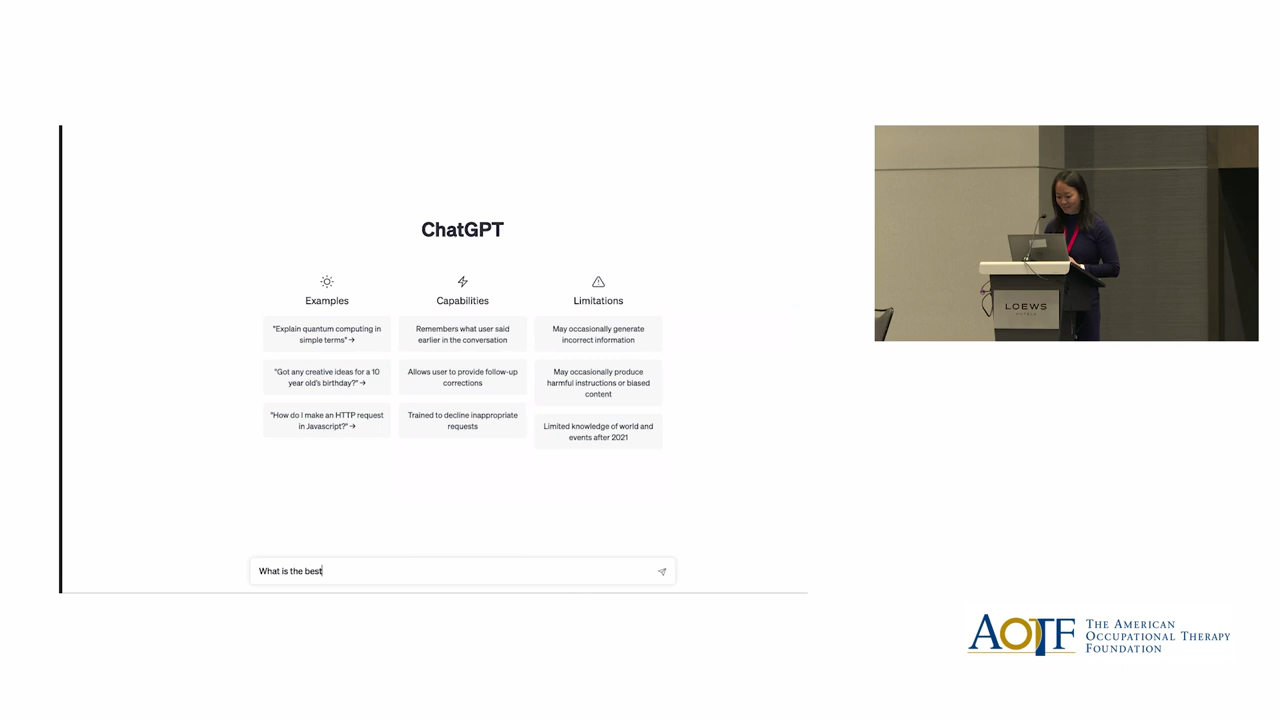 ChatGPT
Examples
"Explain quantum computing in
simple terms" →
"Got any creative ideas for a 10
year old's birthday?" →
"How do I make an HTTP request
in Javascript?" →
Capabilities
Remembers what user said
earlier in the conversation
Allows user to provide follow-up
corrections
Trained to decline inappropriate
requests
Limitations
May occasionally generate
incorrect information
May occasionally produce
harmful instructions or biased
content
Limited knowledge of world and
events after 2021
What is the best
LOEWS
HOTELS
AOTF
THE AMERICAN
OCCUPATIONAL THERAPY
FOUNDATION